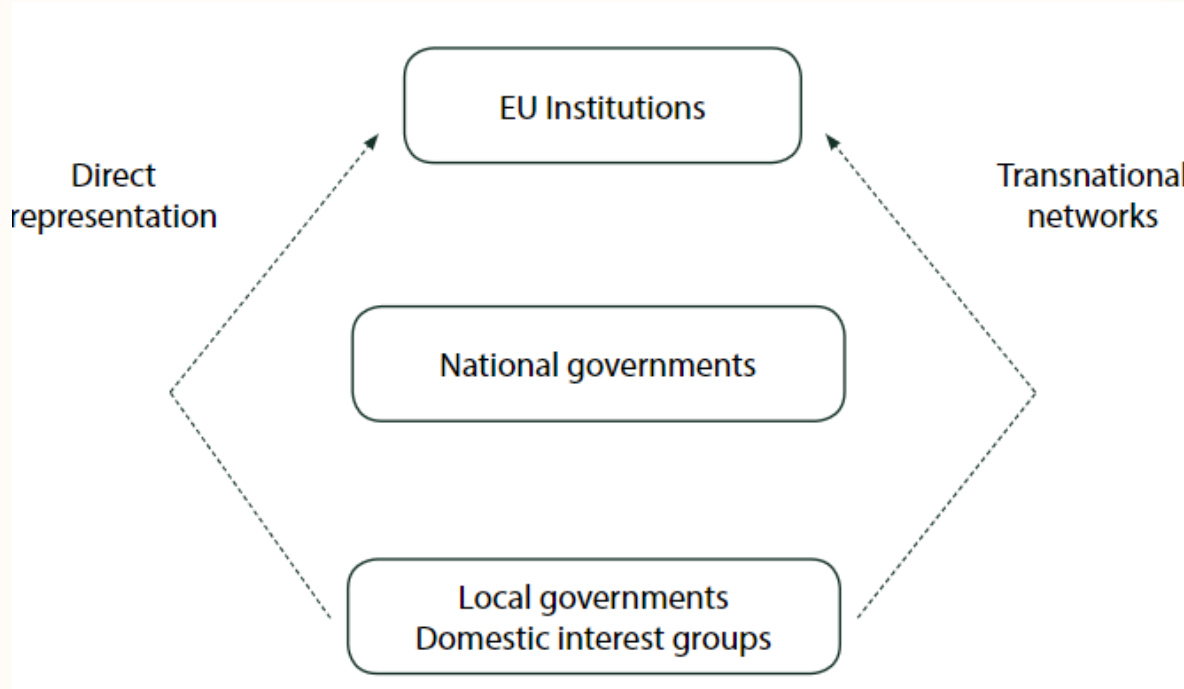 EU Institutions
Direct
representation
Transnational
networks
National governments
Local governments
Domestic interest groups